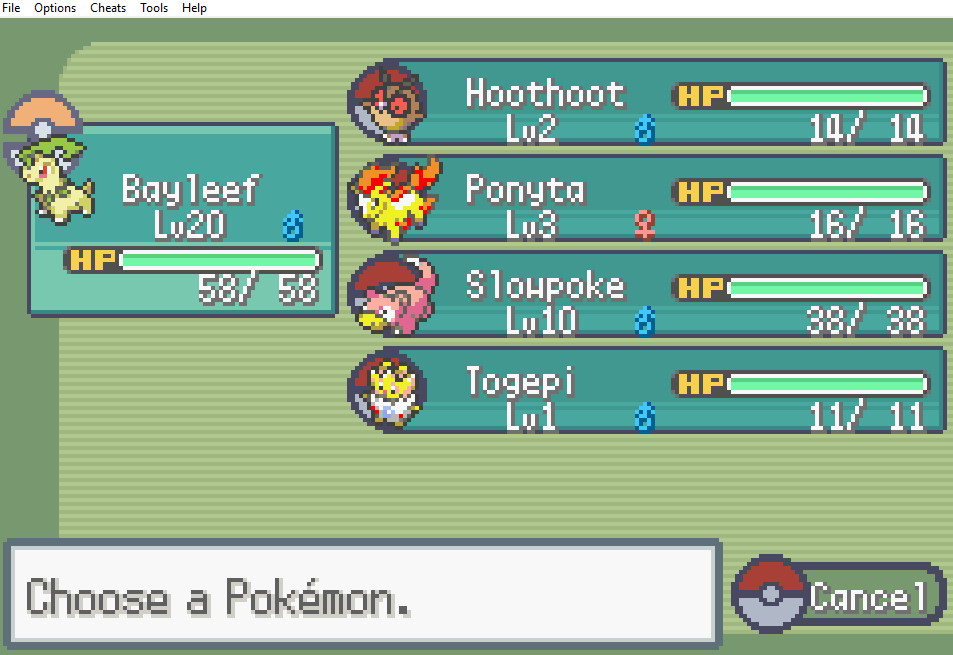 File Options Cheats Tools Help
Bayleef
Lv20 ♂
HP
58/ 58
Hoothoot HP
Lv2 ♂ 14/ 14
Ponyta HP
Lv3 ♀ 16/ 16
Slowpoke HP
Lv10 ♂ 38/ 38
Togepi HP
Lv1 ♂ 11/ 11
Choose a Pokémon.
Cancel